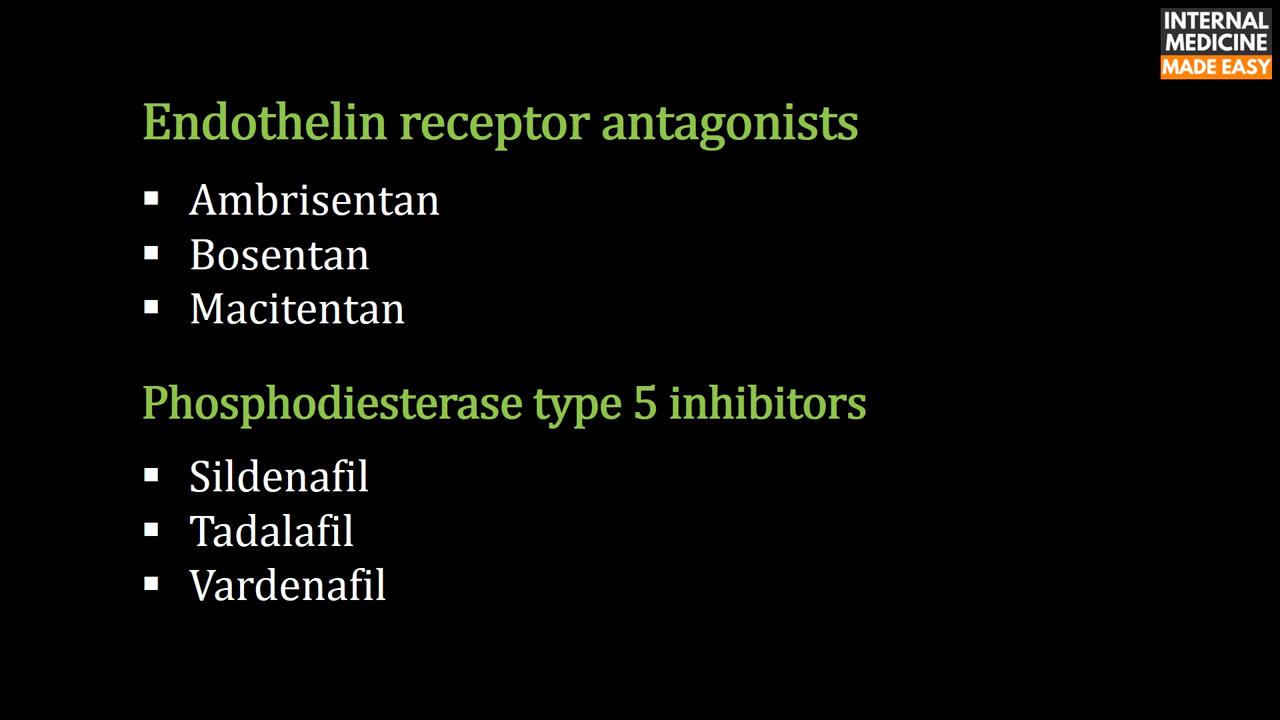 INTERNAL
MEDICINE
MADE EASY
Endothelin receptor antagonists
▪ Ambrisentan
▪ Bosentan
▪ Macitentan
Phosphodiesterase type 5 inhibitors
▪ Sildenafil
▪ Tadalafil
▪ Vardenafil